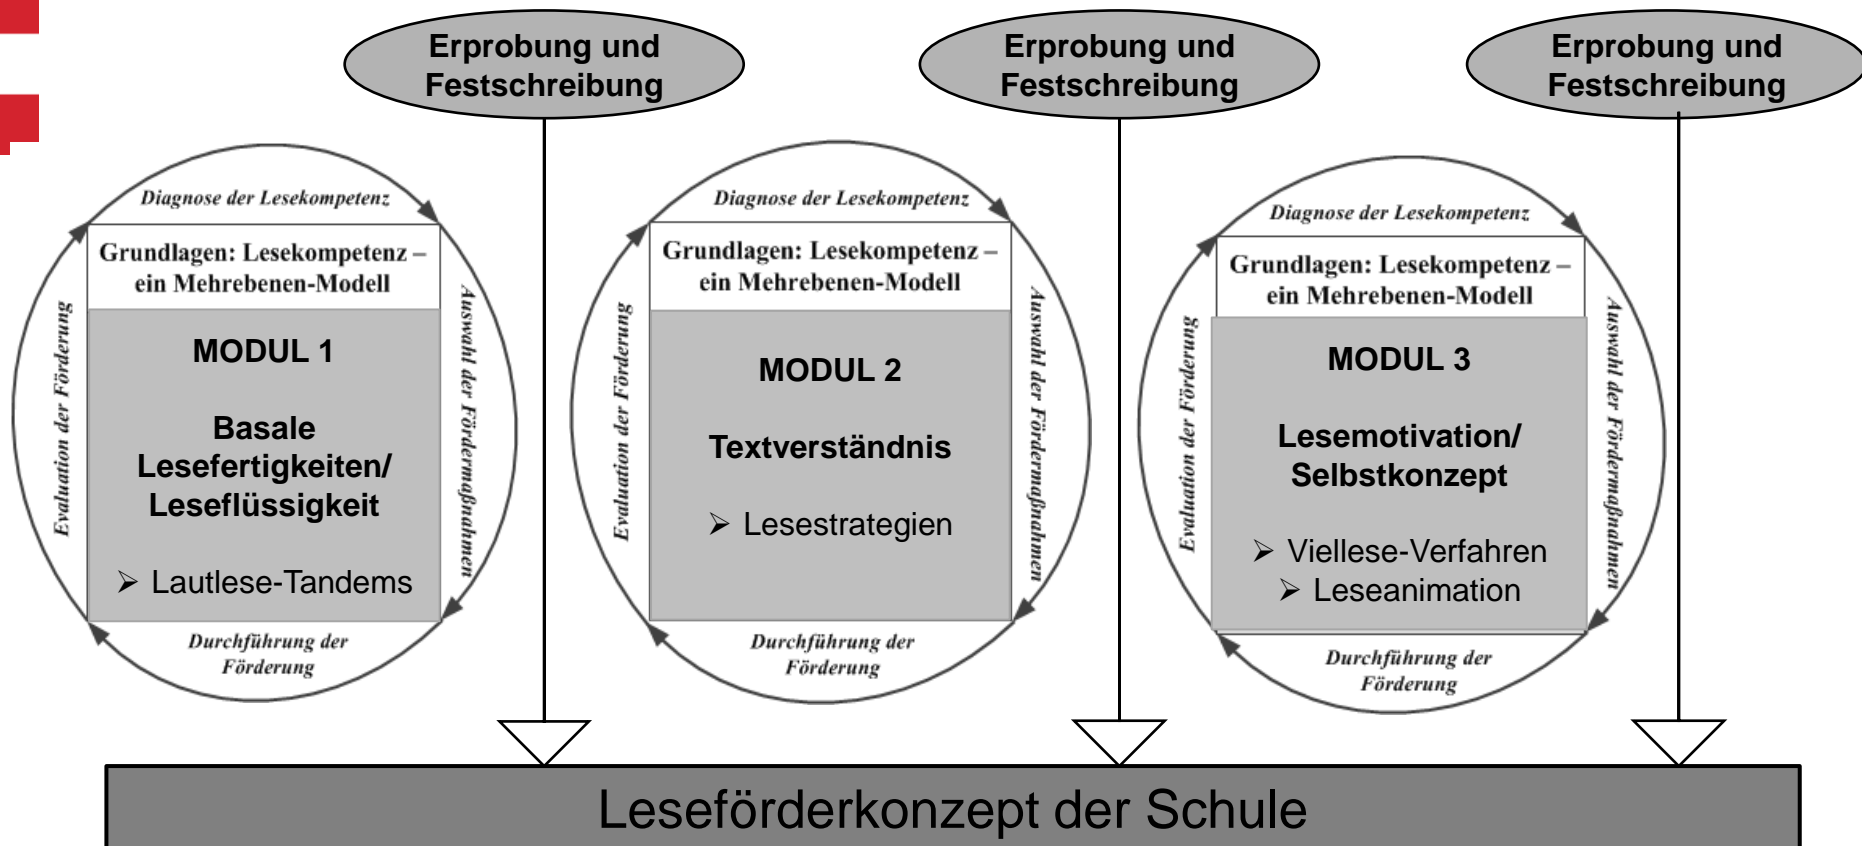 Erprobung und
Festschreibung
Erprobung und
Festschreibung
Erprobung und
Festschreibung
Diagnose der Lesekompetenz
Grundlagen: Lesekompetenz –
ein Mehrebenen-Modell
Evaluation der Förderung
Auswahl der Fördermaßnahmen
MODUL 1
Basale
Lesefertigkeiten/
Leseflüssigkeit
➢ Lautlese-Tandems
Durchführung der
Förderung
Diagnose der Lesekompetenz
Grundlagen: Lesekompetenz –
ein Mehrebenen-Modell
Evaluation der Förderung
Auswahl der Fördermaßnahmen
MODUL 2
Textverständnis
➢ Lesestrategien
Durchführung der
Förderung
Diagnose der Lesekompetenz
Grundlagen: Lesekompetenz –
ein Mehrebenen-Modell
Evaluation der Förderung
Auswahl der Fördermaßnahmen
MODUL 3
Lesemotivation/
Selbstkonzept
➢ Viellese-Verfahren
➢ Leseanimation
Durchführung der
Förderung
Leseförderkonzept der Schule